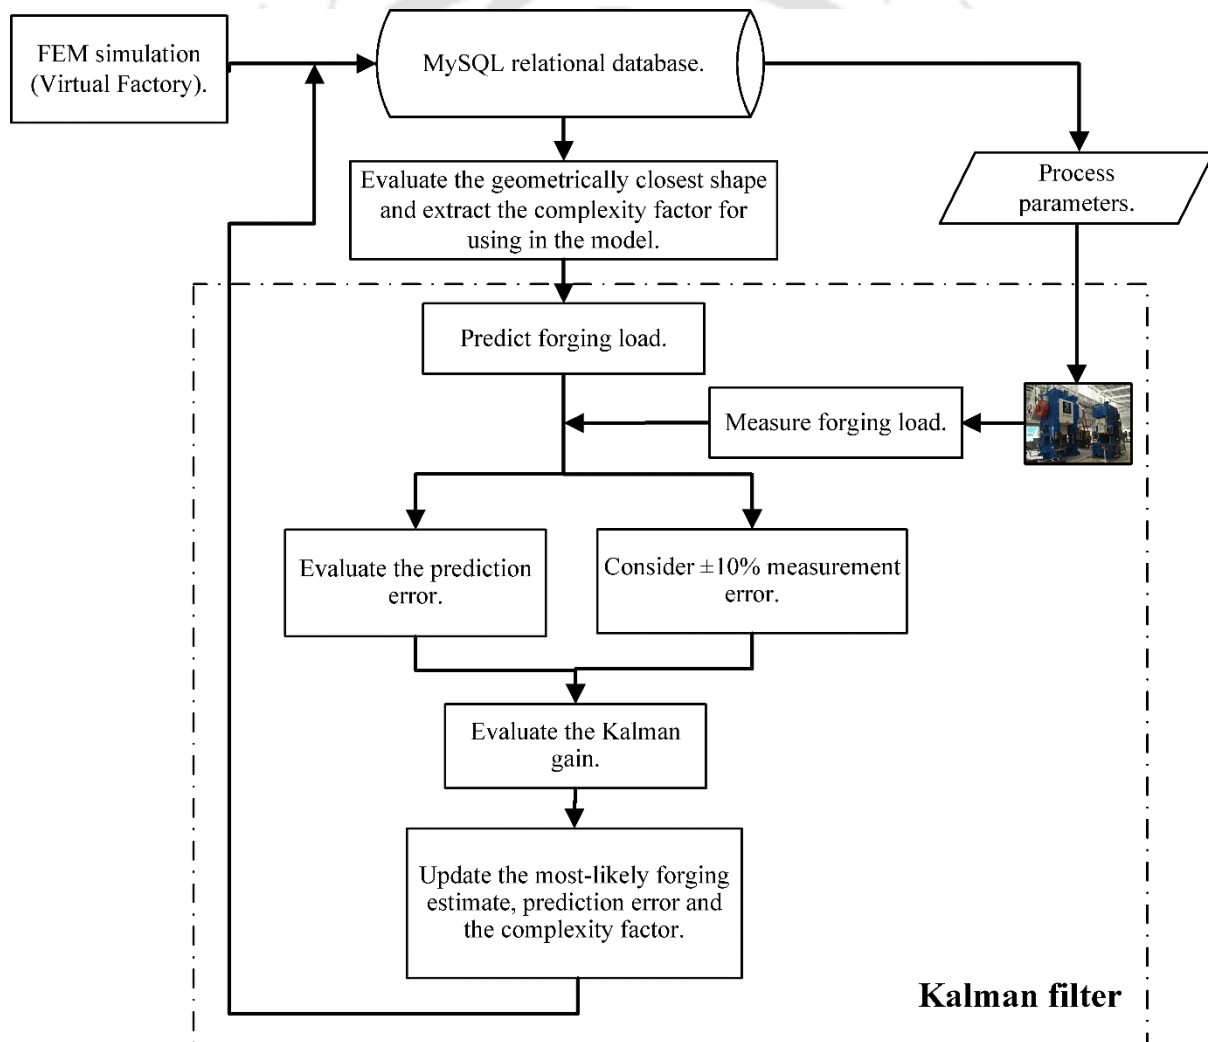 FEM simulation
(Virtual Factory).
MySQL relational database.
Evaluate the geometrically closest shape
and extract the complexity factor for
using in the model.
Process
parameters.
Predict forging load.
Measure forging load.
Evaluate the prediction
error.
Consider ±10% measurement
error.
Evaluate the Kalman
gain.
Update the most-likely forging
estimate, prediction error and
the complexity factor.
Kalman filter